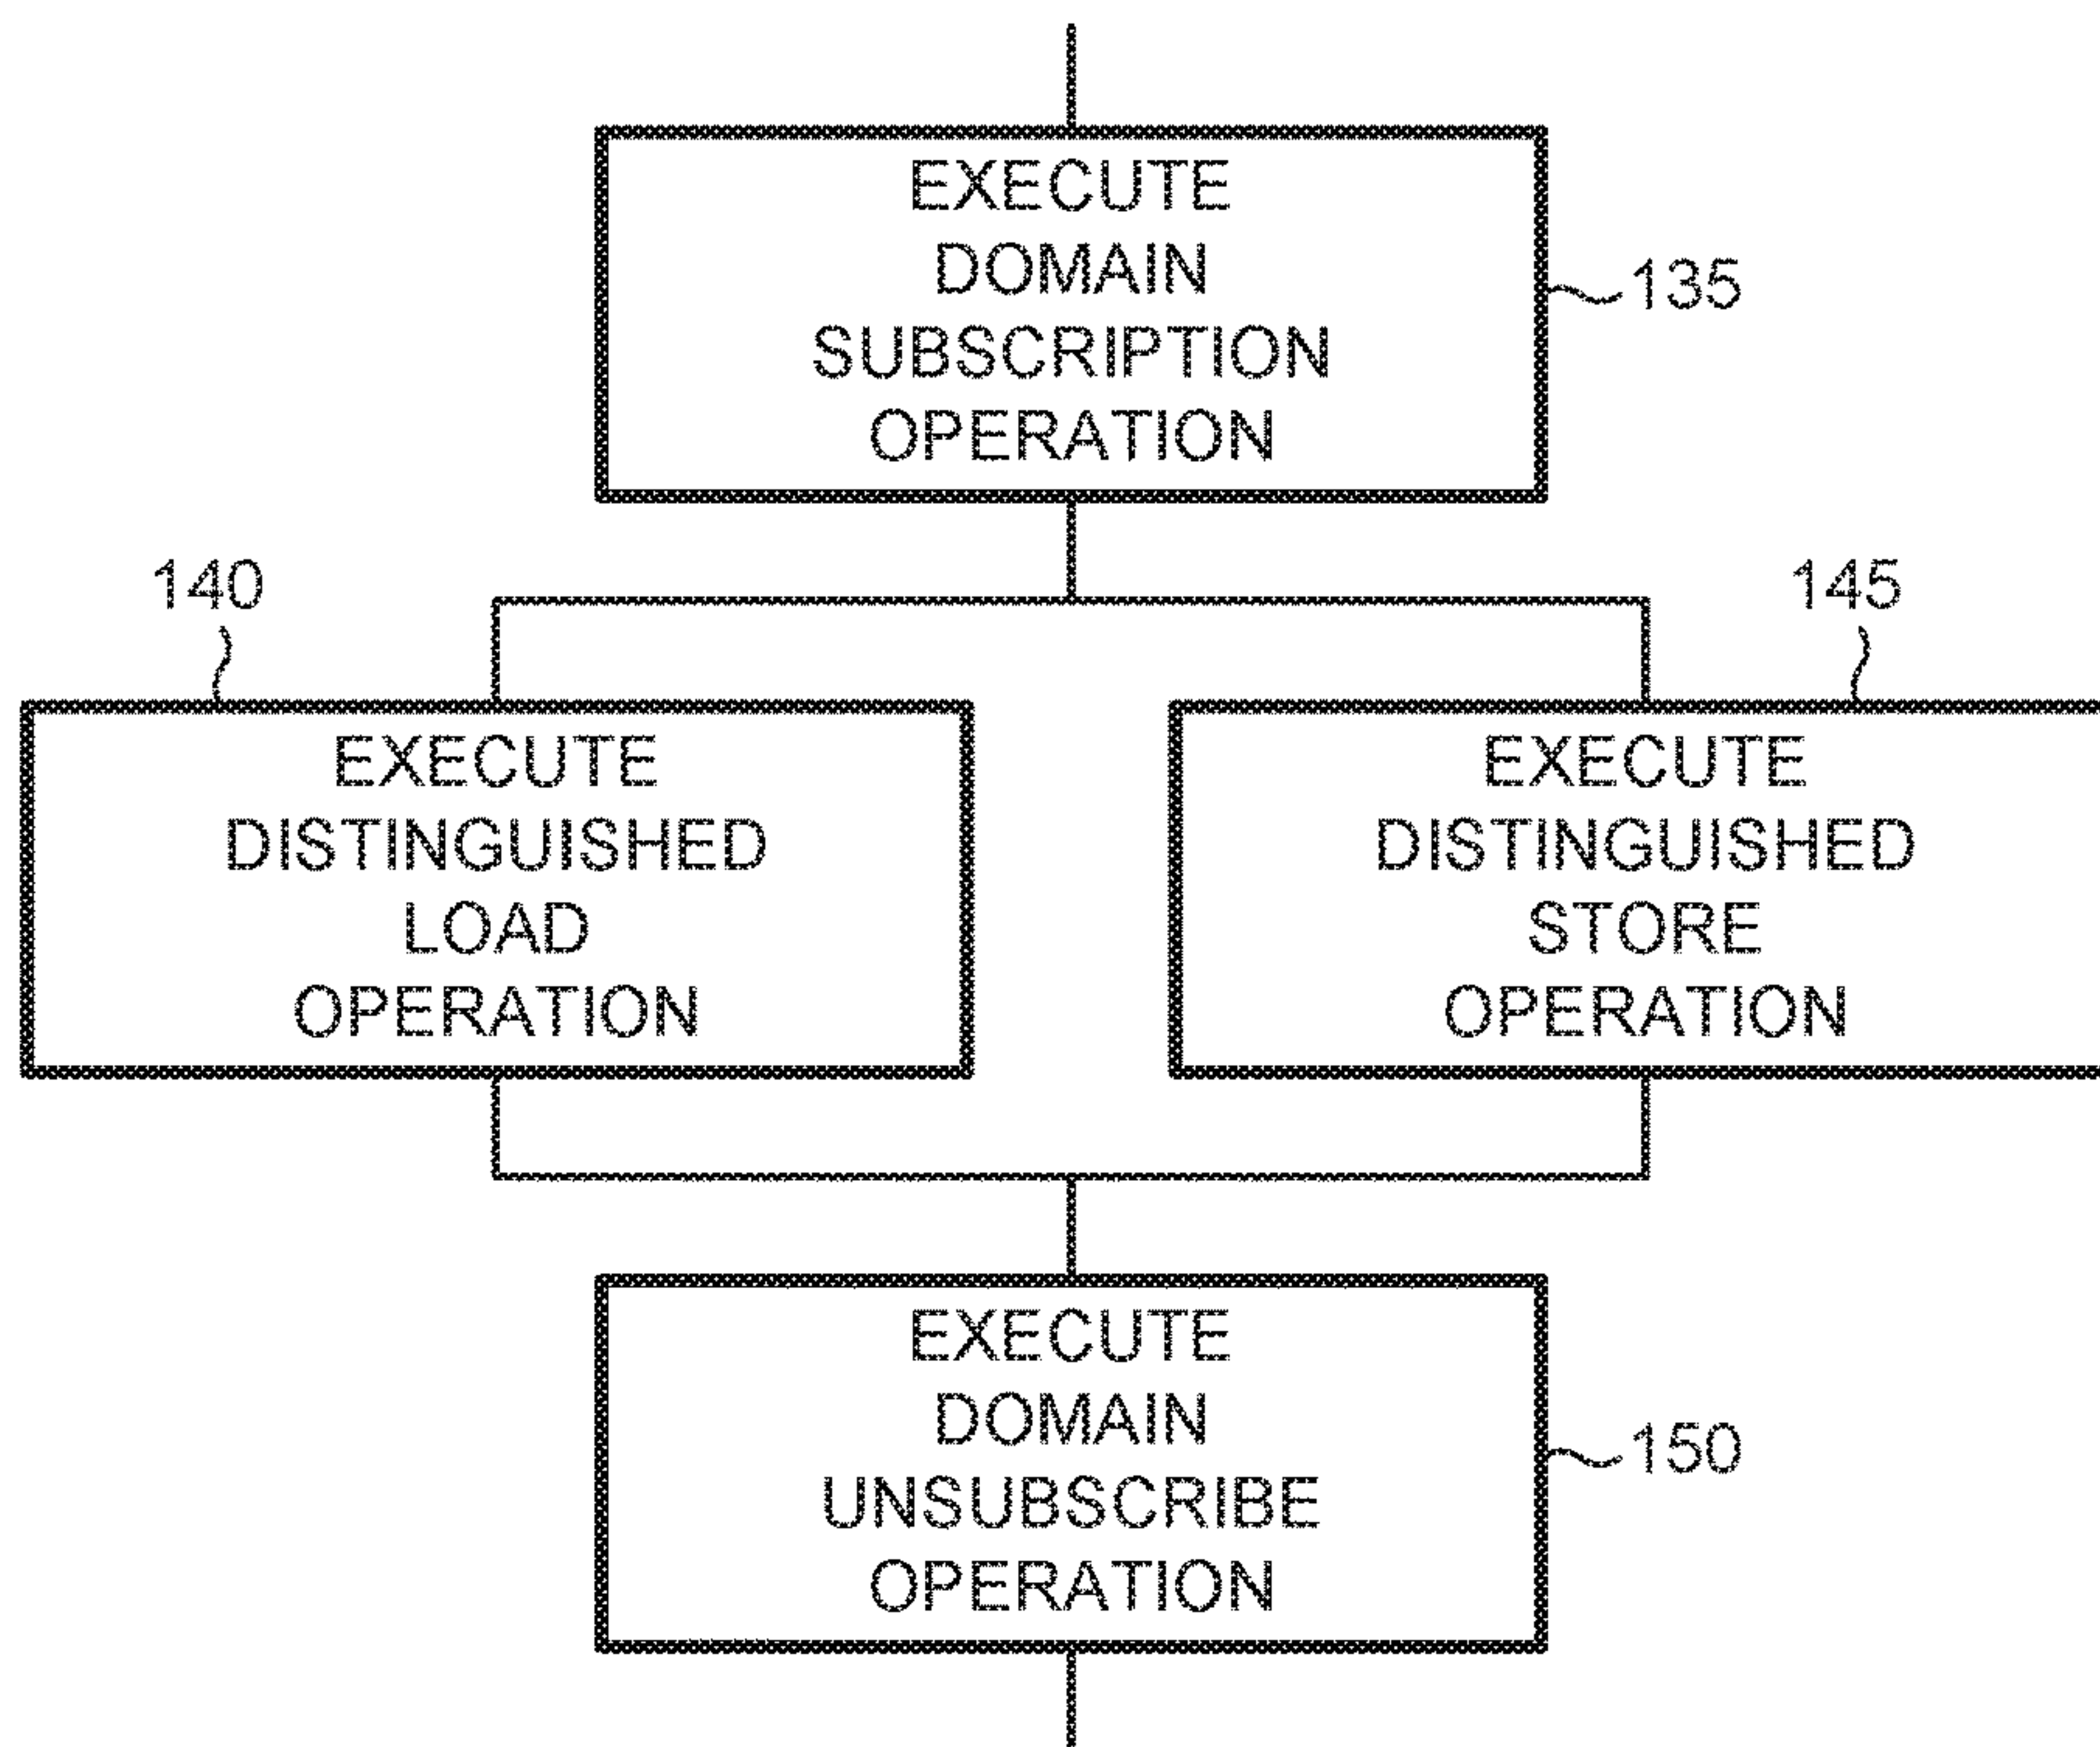 EXECUTE
DOMAIN
SUBSCRIPTION
OPERATION
135
140
145
EXECUTE
DISTINGUISHED
LOAD
OPERATION
EXECUTE
DISTINGUISHED
STORE
OPERATION
EXECUTE
DOMAIN
UNSUBSCRIBE
OPERATION
150